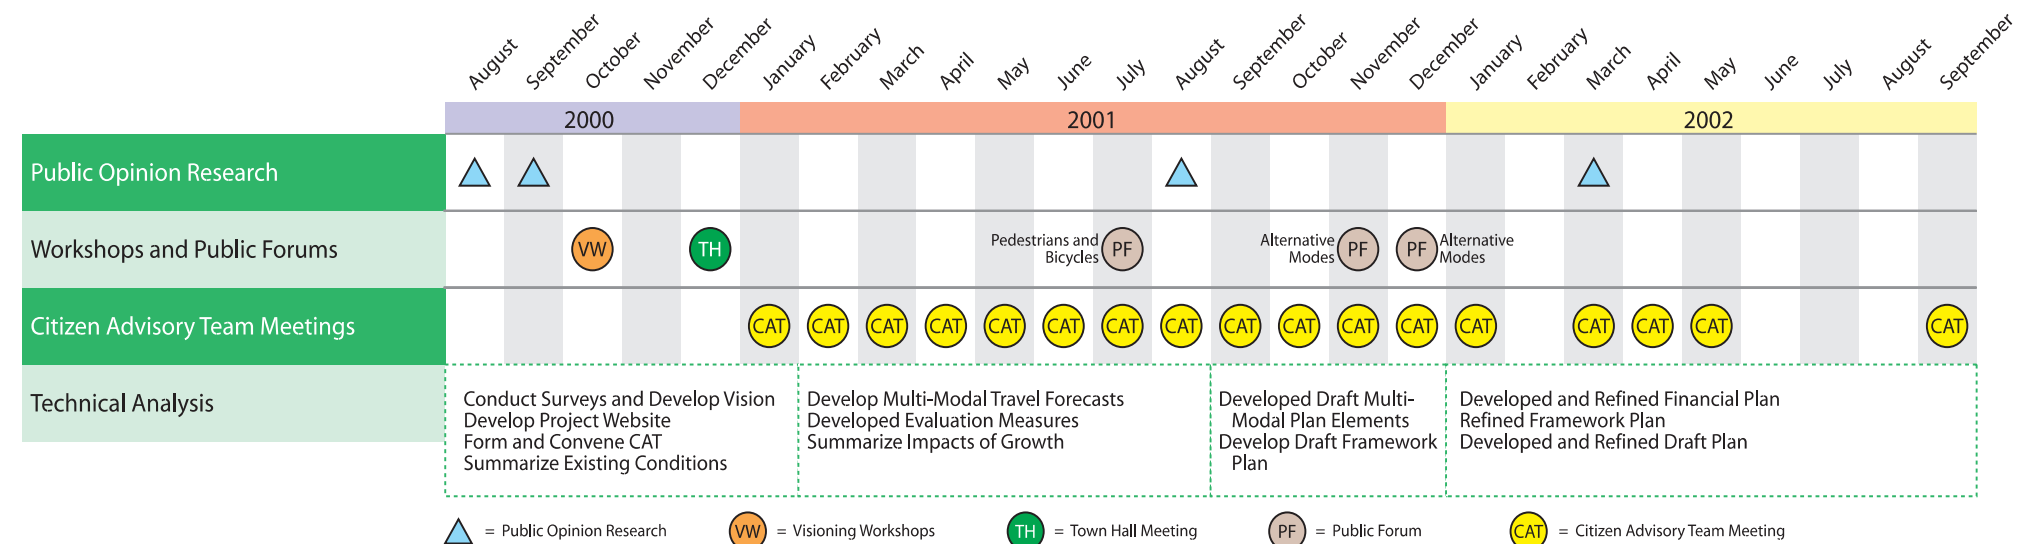 August September October November December January February March April May June July August September October November December January February March April May June July August September
2000 2001 2002
Public Opinion Research
Workshops and Public Forums
VW
TH
Pedestrians and
Bicycles
PF
Alternative
Modes
PF
PF
Alternative
Modes
Citizen Advisory Team Meetings
CAT CAT CAT CAT CAT CAT CAT CAT CAT CAT CAT CAT CAT CAT CAT CAT CAT
Technical Analysis
Conduct Surveys and Develop Vision
Develop Project Website
Form and Convene CAT
Summarize Existing Conditions
Develop Multi-Modal Travel Forecasts
Developed Evaluation Measures
Summarize Impacts of Growth
Developed Draft Multi-
Modal Plan Elements
Develop Draft Framework
Plan
Developed and Refined Financial Plan
Refined Framework Plan
Developed and Refined Draft Plan
= Public Opinion Research
VW = Visioning Workshops
TH = Town Hall Meeting
PF = Public Forum
CAT = Citizen Advisory Team Meeting